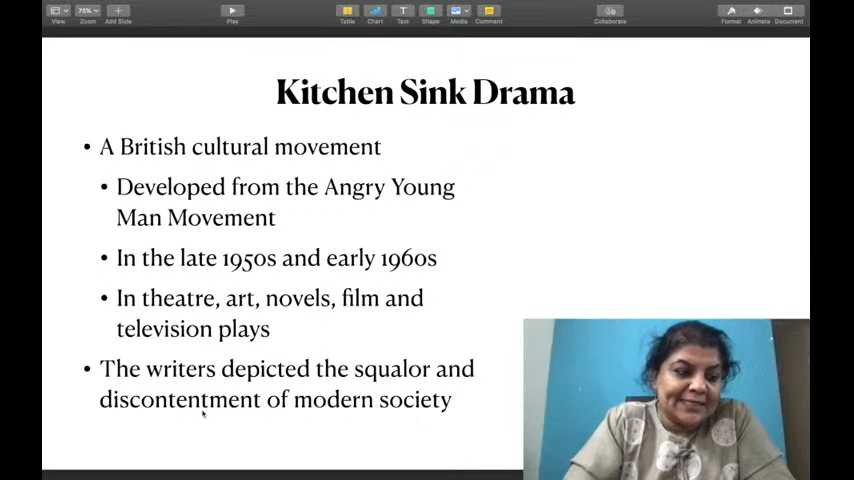 75%
View
Zoom
Add Slide
Play
Table
Chart
Text
Shape
Media
Comment
Collaborate
Format
Animate
Document
Kitchen Sink Drama
• A British cultural movement
• Developed from the Angry Young
Man Movement
• In the late 1950s and early 1960s
• In theatre, art, novels, film and
television plays
• The writers depicted the squalor and
discontentment of modern society